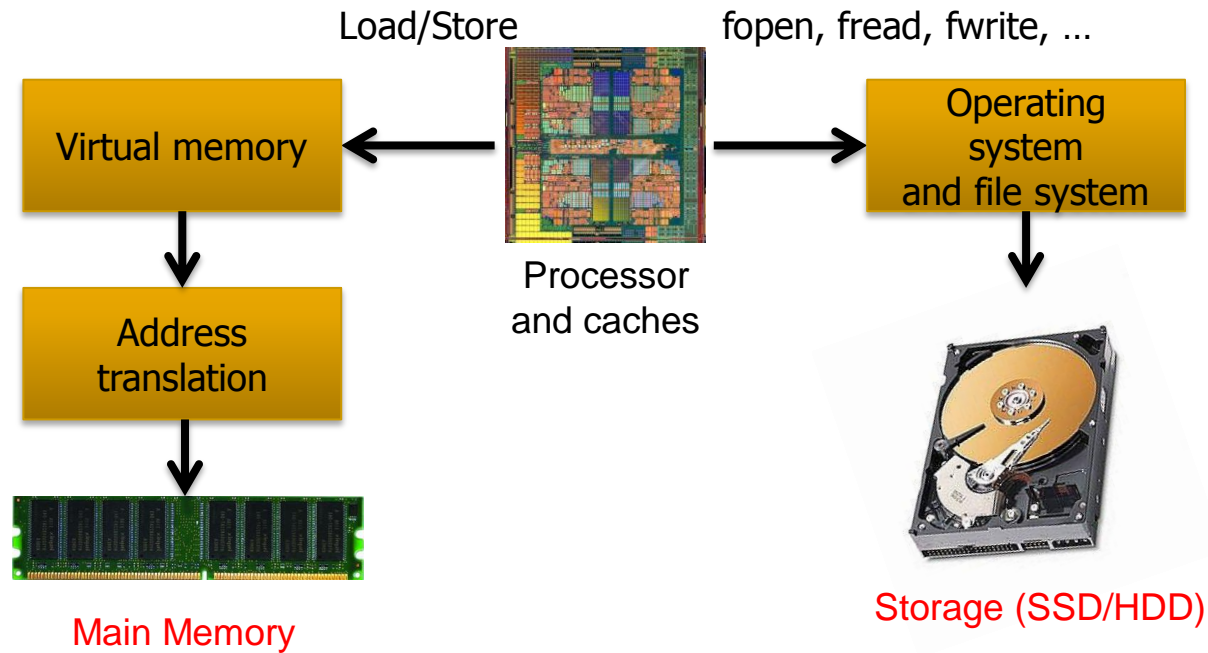 Load/Store
fopen, fread, fwrite, …
Virtual memory
Operating
system
and file system
Processor
and caches
Address
translation
Main Memory
Storage (SSD/HDD)